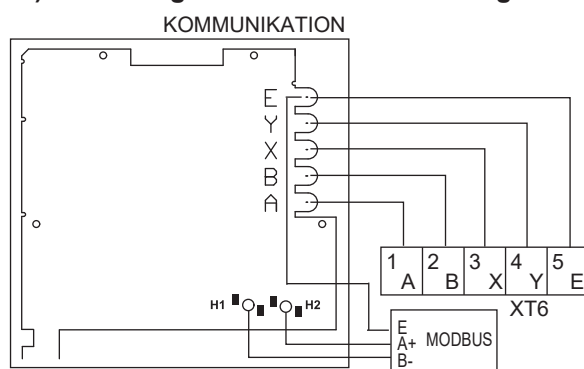 KOMMUNIKATION
E
Y
X
B
A
1 2 3 4 5
A B X Y E
XT6
H1 H2
E
A+ MODBUS
B-